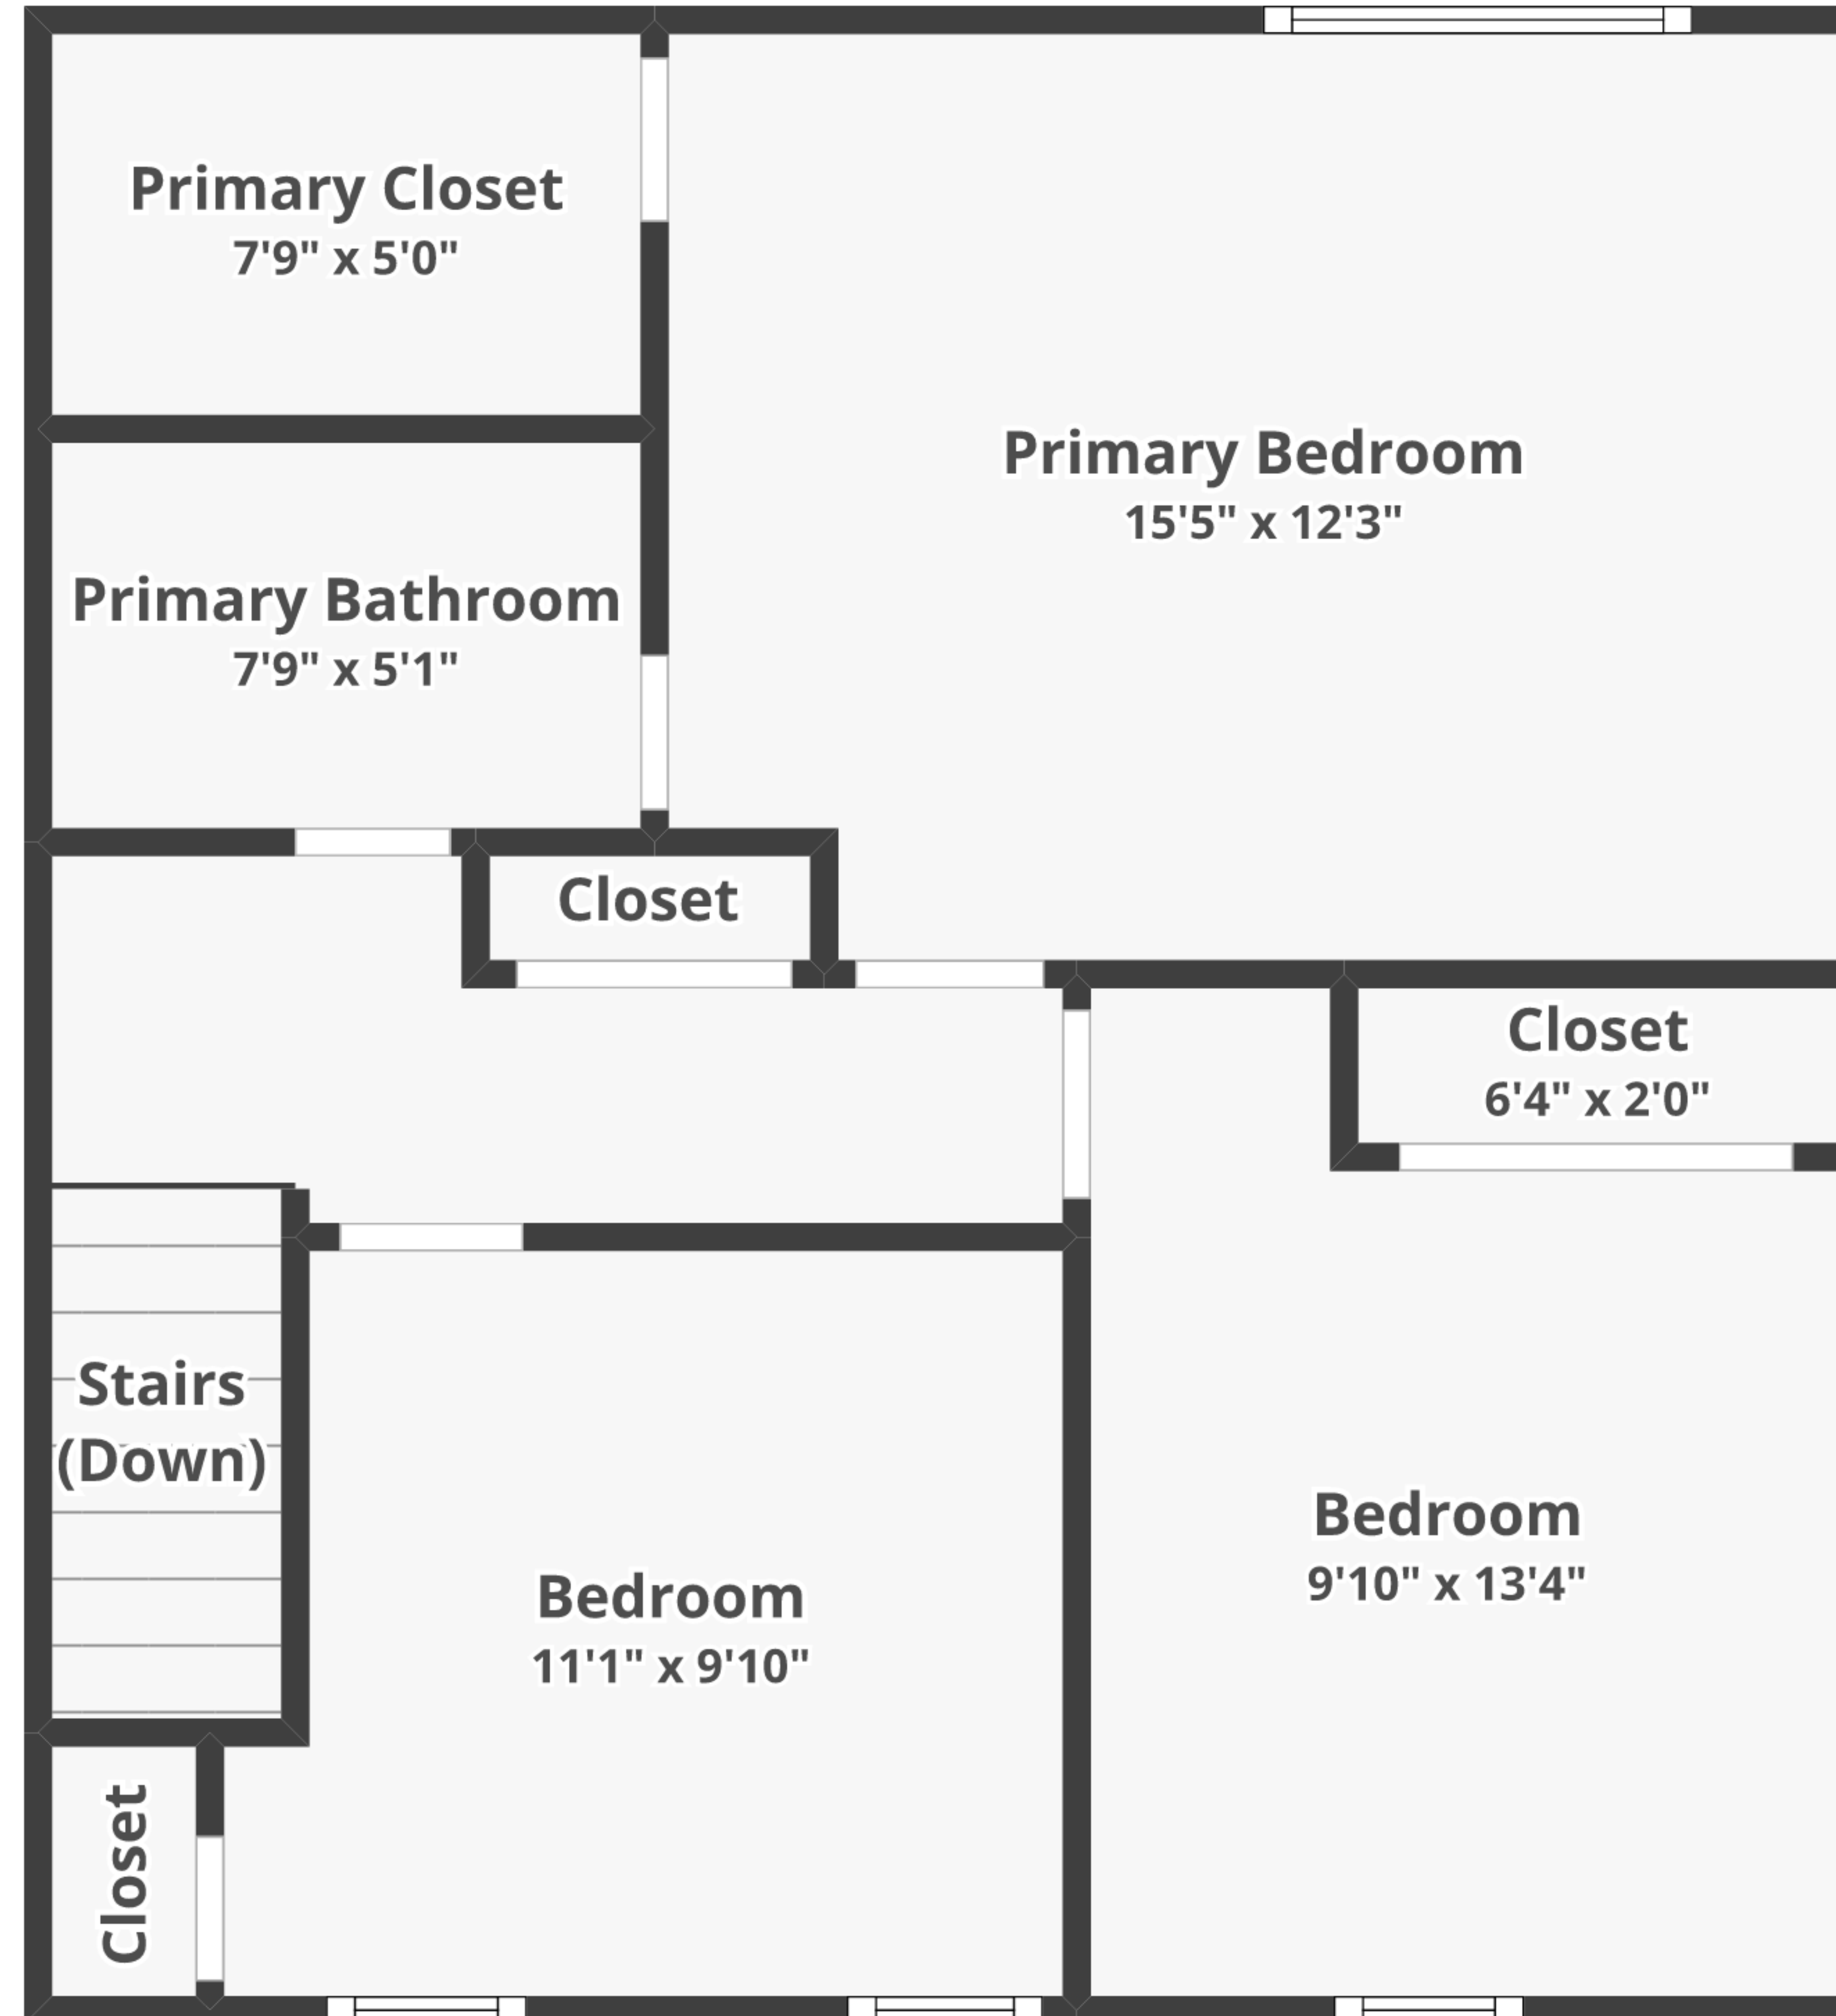 Primary Closet
7'9" x 5'0"
Primary Bedroom
15'5" x 12'3"
Primary Bathroom
7'9" x 5'1"
Closet
Closet
6'4" x 2'0"
Stairs
(Down)
Bedroom
9'10" x 13'4"
Bedroom
11'1" x 9'10"
Closet